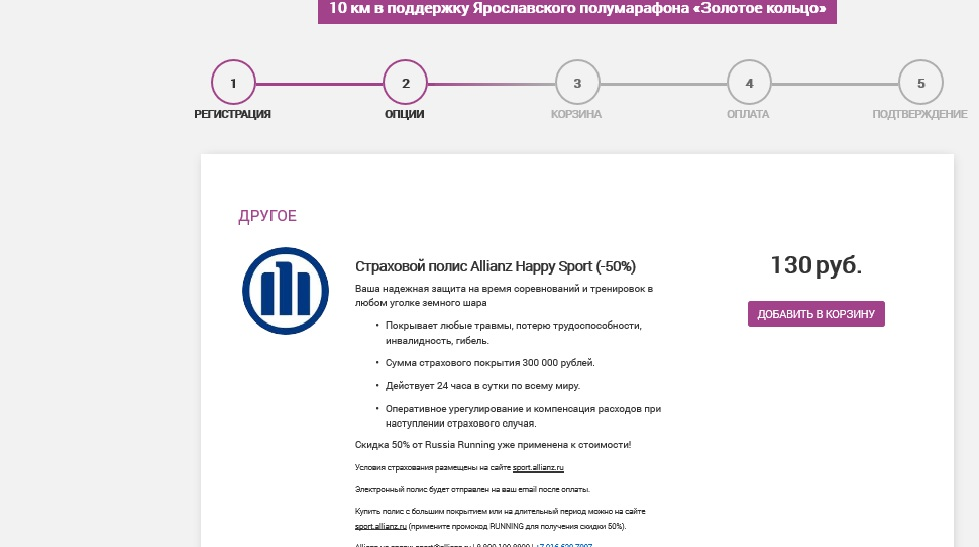 10 км в поддержку Ярославского полумарафона «Золотое кольцо»
1
2
3
4
5
РЕГИСТРАЦИЯ
ОПЦИИ
КОРЗИНА
ОПЛАТА
ПОДТВЕРЖДЕНИЕ
ДРУГОЕ
Страховой полис Allianz Happy Sport (-50%)
130 руб.
ДОБАВИТЬ В КОРЗИНУ
Ваша надежная защита на время соревнований и тренировок в
любом уголке земного шара
• Покрывает любые травмы, потерю трудоспособности,
инвалидность, гибель.
• Сумма страхового покрытия 300 000 рублей.
• Действует 24 часа в сутки по всему миру.
• Оперативное урегулирование и компенсация расходов при
наступлении страхового случая.
Скидка 50% от Russia Running уже применена к стоимости!
Условия страхования размещены на сайте sport.allianz.ru
Электронный полис будет отправлен на ваш email после оплаты.
Купить полис с большим покрытием или на длительный период можно на сайте
sport.allianz.ru (примените промокод RUNNING для получения скидки 50%).